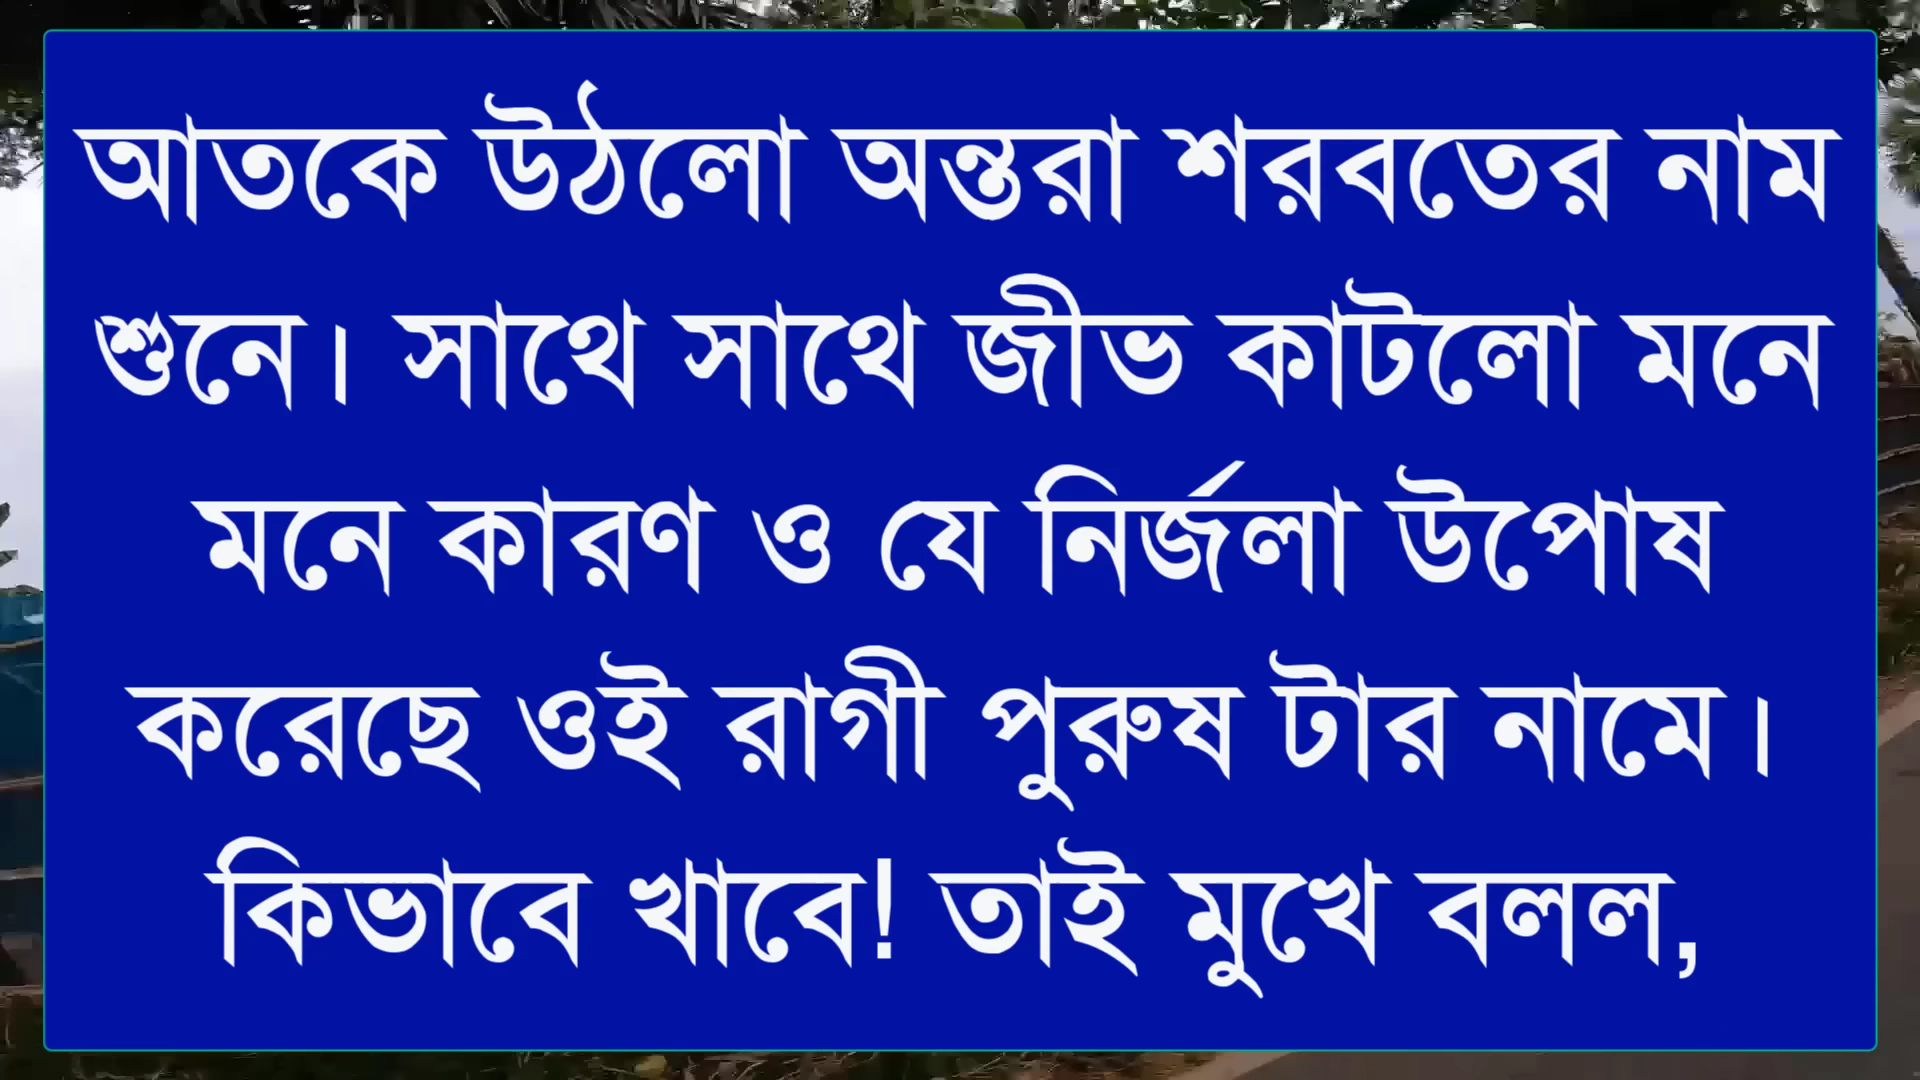 আতকে উঠলো অন্তরা শরবতের নাম
শুনে। সাথে সাথে জীভ কাটলো মনে
মনে কারণ ও যে নির্জলা উপোষ
করেছে ওই রাগী পুরুষ টার নামে।
কিভাবে খাবে! তাই মুখে বলল,